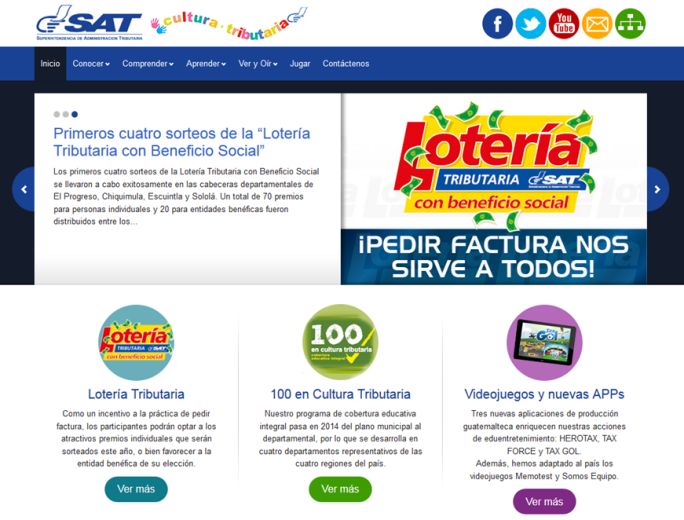 SAT
SUPERINTENDENCIA DE ADMINISTRACIÓN TRIBUTARIA
cultura · tributaria
You Tube
Inicio
Conocer
Comprender
Aprender
Ver y Oír
Jugar
Contáctenos
Primeros cuatro sorteos de la “Lotería
Tributaria con Beneficio Social”
Los primeros cuatro sorteos de la Lotería Tributaria con Beneficio Social
se llevaron a cabo exitosamente en las cabeceras departamentales de
El Progreso, Chiquimula, Escuintla y Sololá. Un total de 70 premios
para personas individuales y 20 para entidades benéficas fueron
distribuidos entre los...
Lotería
TRIBUTARIA SAT
con beneficio social
¡PEDIR FACTURA NOS
SIRVE A TODOS!
Lotería
TRIBUTARIA SAT
con beneficio social
100
en cultura tributaria
cobertura
educativa integral
Gol
Lotería Tributaria
Como un incentivo a la práctica de pedir
factura, los participantes podrán optar a los
atractivos premios individuales que serán
sorteados este año, o bien favorecer a la
entidad benéfica de su elección.
Ver más
100 en Cultura Tributaria
Nuestro programa de cobertura educativa
integral pasa en 2014 del plano municipal al
departamental, por lo que se desarrolla en
cuatro departamentos representativos de las
cuatro regiones del país.
Ver más
Videojuegos y nuevas APPs
Tres nuevas aplicaciones de producción
guatemalteca enriquecen nuestras acciones
de eduentretenimiento: HEROTAX, TAX
FORCE y TAX GOL.
Además, hemos adaptado al país los
videojuegos Memotest y Somos Equipo.
Ver más